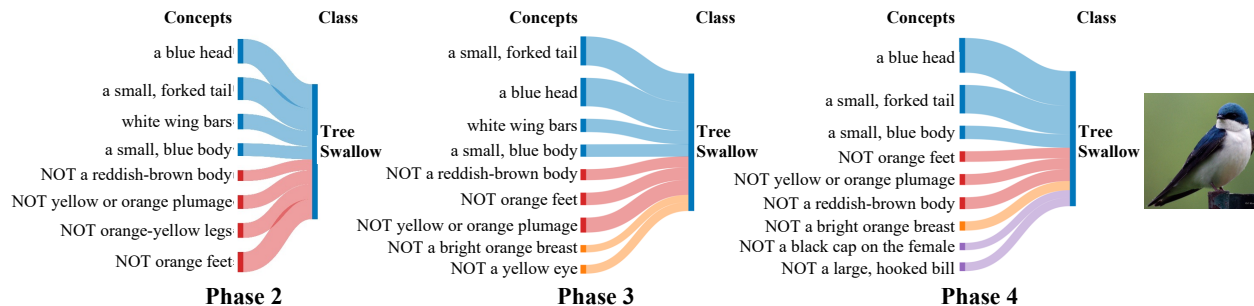 Concepts
Class
a blue head
a small, forked tail
white wing bars
a small, blue body
NOT a reddish-brown body
NOT yellow or orange plumage
NOT orange-yellow legs
NOT orange feet
Tree
Swallow
Phase 2
Concepts
Class
a small, forked tail
a blue head
white wing bars
a small, blue body
NOT a reddish-brown body
NOT orange feet
NOT yellow or orange plumage
NOT a bright orange breast
NOT a yellow eye
Tree
Swallow
Phase 3
Concepts
Class
a blue head
a small, forked tail
a small, blue body
NOT orange feet
NOT yellow or orange plumage
NOT a reddish-brown body
NOT a bright orange breast
NOT a black cap on the female
NOT a large, hooked bill
Tree
Swallow
Phase 4